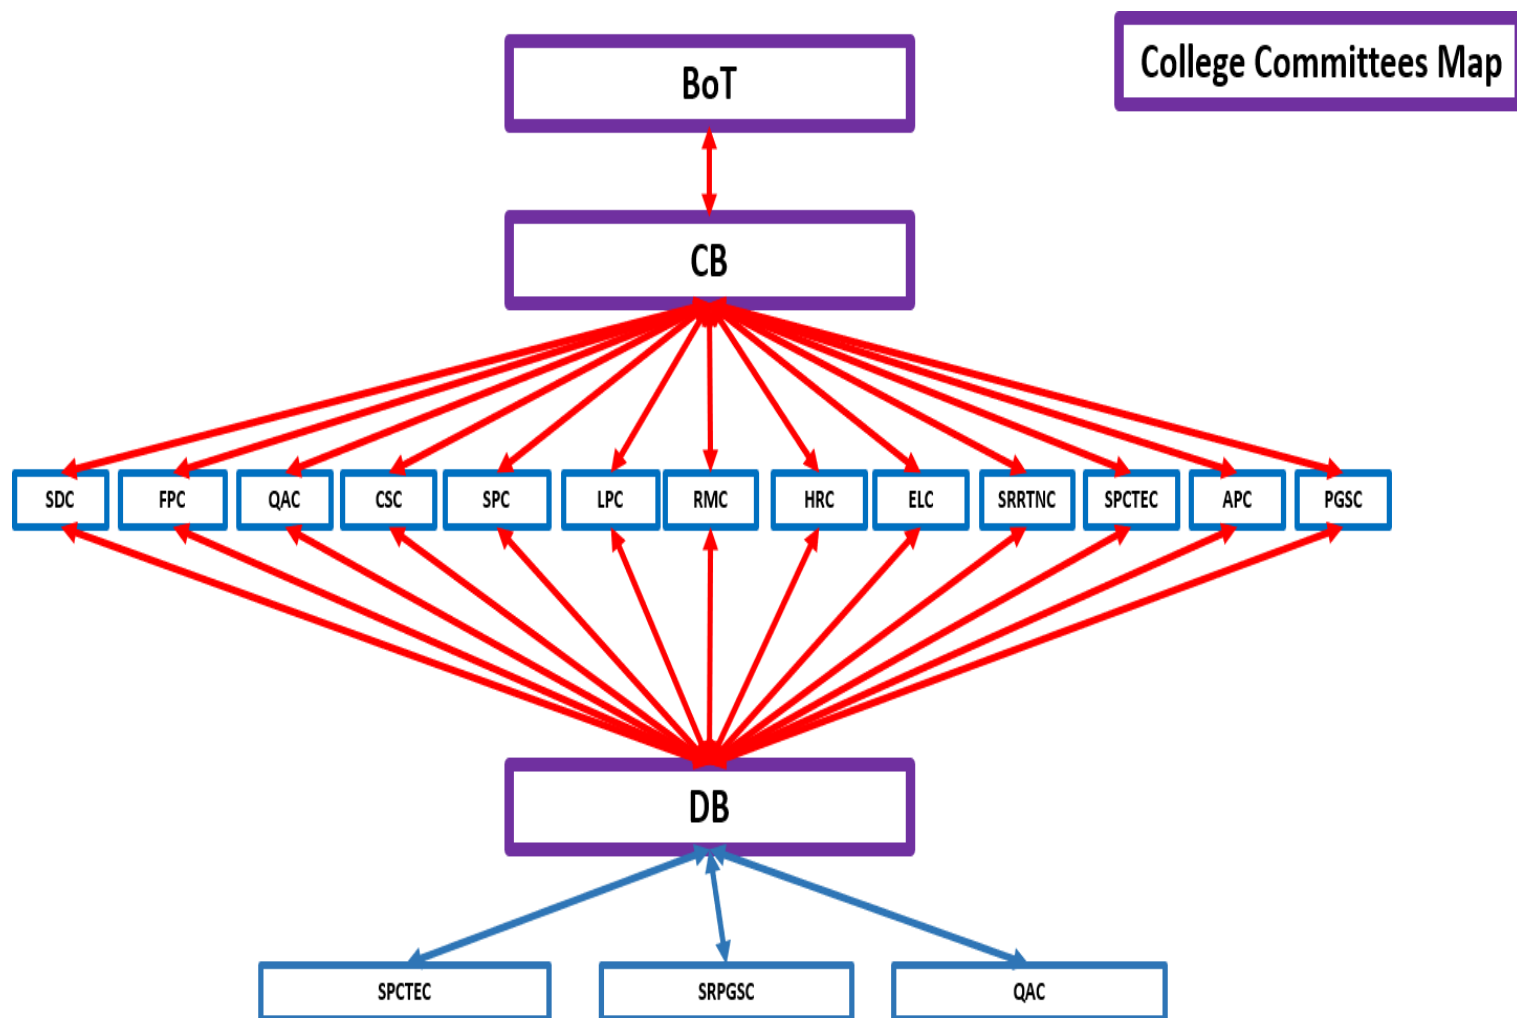 College Committees Map
BoT
CB
SDC
FPC
QAC
CSC
SPC
LPC
RMC
HRC
ELC
SRRTNC
SPCTEC
APC
PGSC
DB
SPCTEC
SRPGSC
QAC